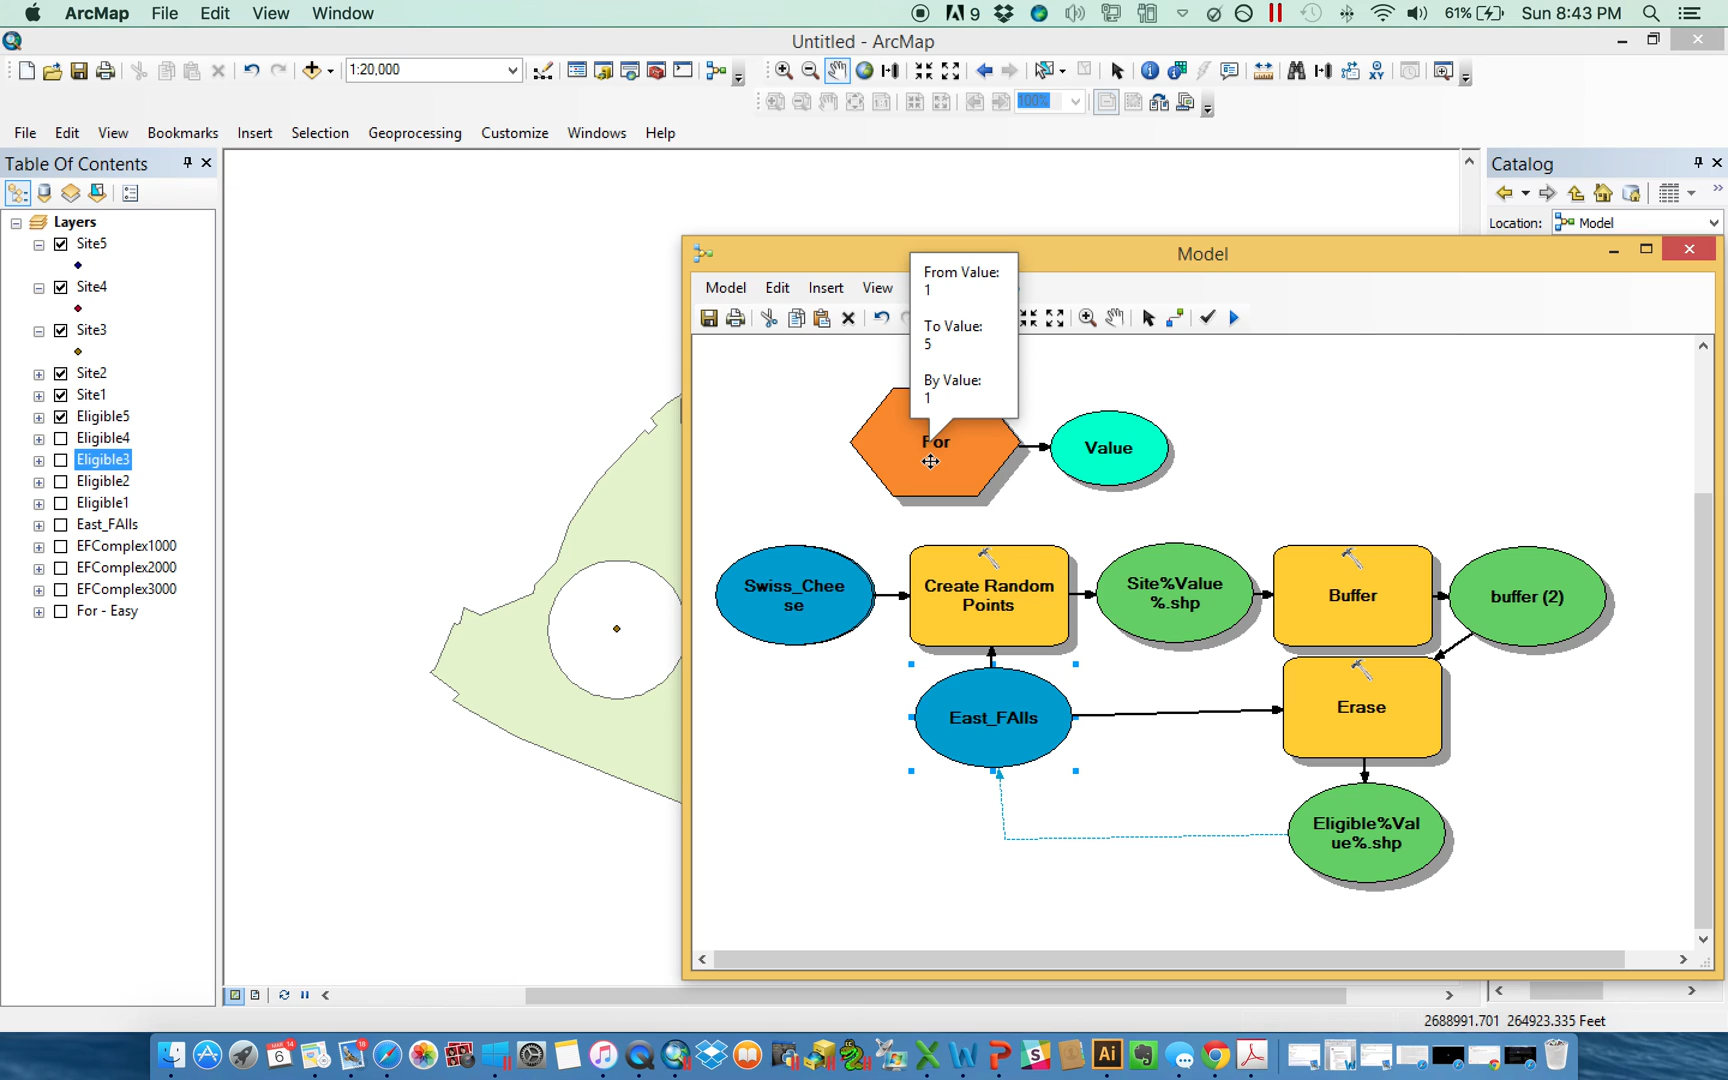 ArcMap File Edit View Window
9 61% Sun 8:43 PM
Untitled - ArcMap
1:20,000
100%
File Edit View Bookmarks Insert Selection Geoprocessing Customize Windows Help
Table Of Contents
Layers
Site5
Site4
Site3
Site2
Site1
Eligible5
Eligible4
Eligible3
Eligible2
Eligible1
East_FAlls
EFComplex1000
EFComplex2000
EFComplex3000
For - Easy
Catalog
Location: Model
Model
Model Edit Insert View
From Value:
1
To Value:
5
By Value:
1
For
Value
Swiss_Chee
se
Create Random
Points
Site%Value
%.shp
Buffer
buffer (2)
East_FAlls
Erase
Eligible%Val
ue%.shp
2688991.701 264923.335 Feet